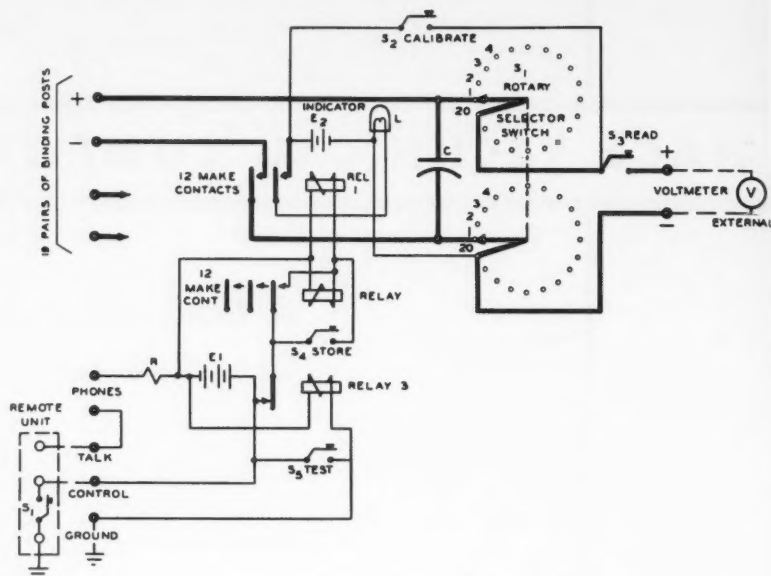 S2 CALIBRATE
4
3
2
1
20
S1
ROTARY
SELECTOR
SWITCH
19 PAIRS OF BINDING POSTS
+
−
INDICATOR
E2
L
12 MAKE
CONTACTS
REL
1
C
S3 READ
+
VOLTMETER
V
−
EXTERNAL
4
3
2
1
20
12
MAKE
CONT
RELAY
S4 STORE
R
E1
PHONES
RELAY 3
REMOTE
UNIT
TALK
S5 TEST
CONTROL
S1
GROUND